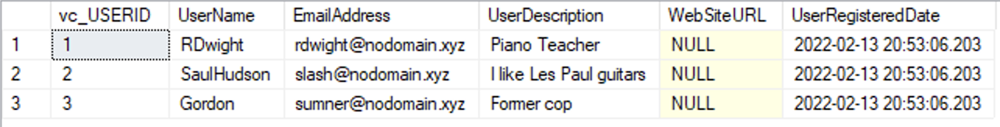 vc_USERID UserName EmailAddress UserDescription WebSiteURL UserRegisteredDate
1 1 RDwight rdwight@nodomain.xyz Piano Teacher NULL 2022-02-13 20:53:06.203
2 2 SaulHudson slash@nodomain.xyz I like Les Paul guitars NULL 2022-02-13 20:53:06.203
3 3 Gordon sumner@nodomain.xyz Former cop NULL 2022-02-13 20:53:06.203